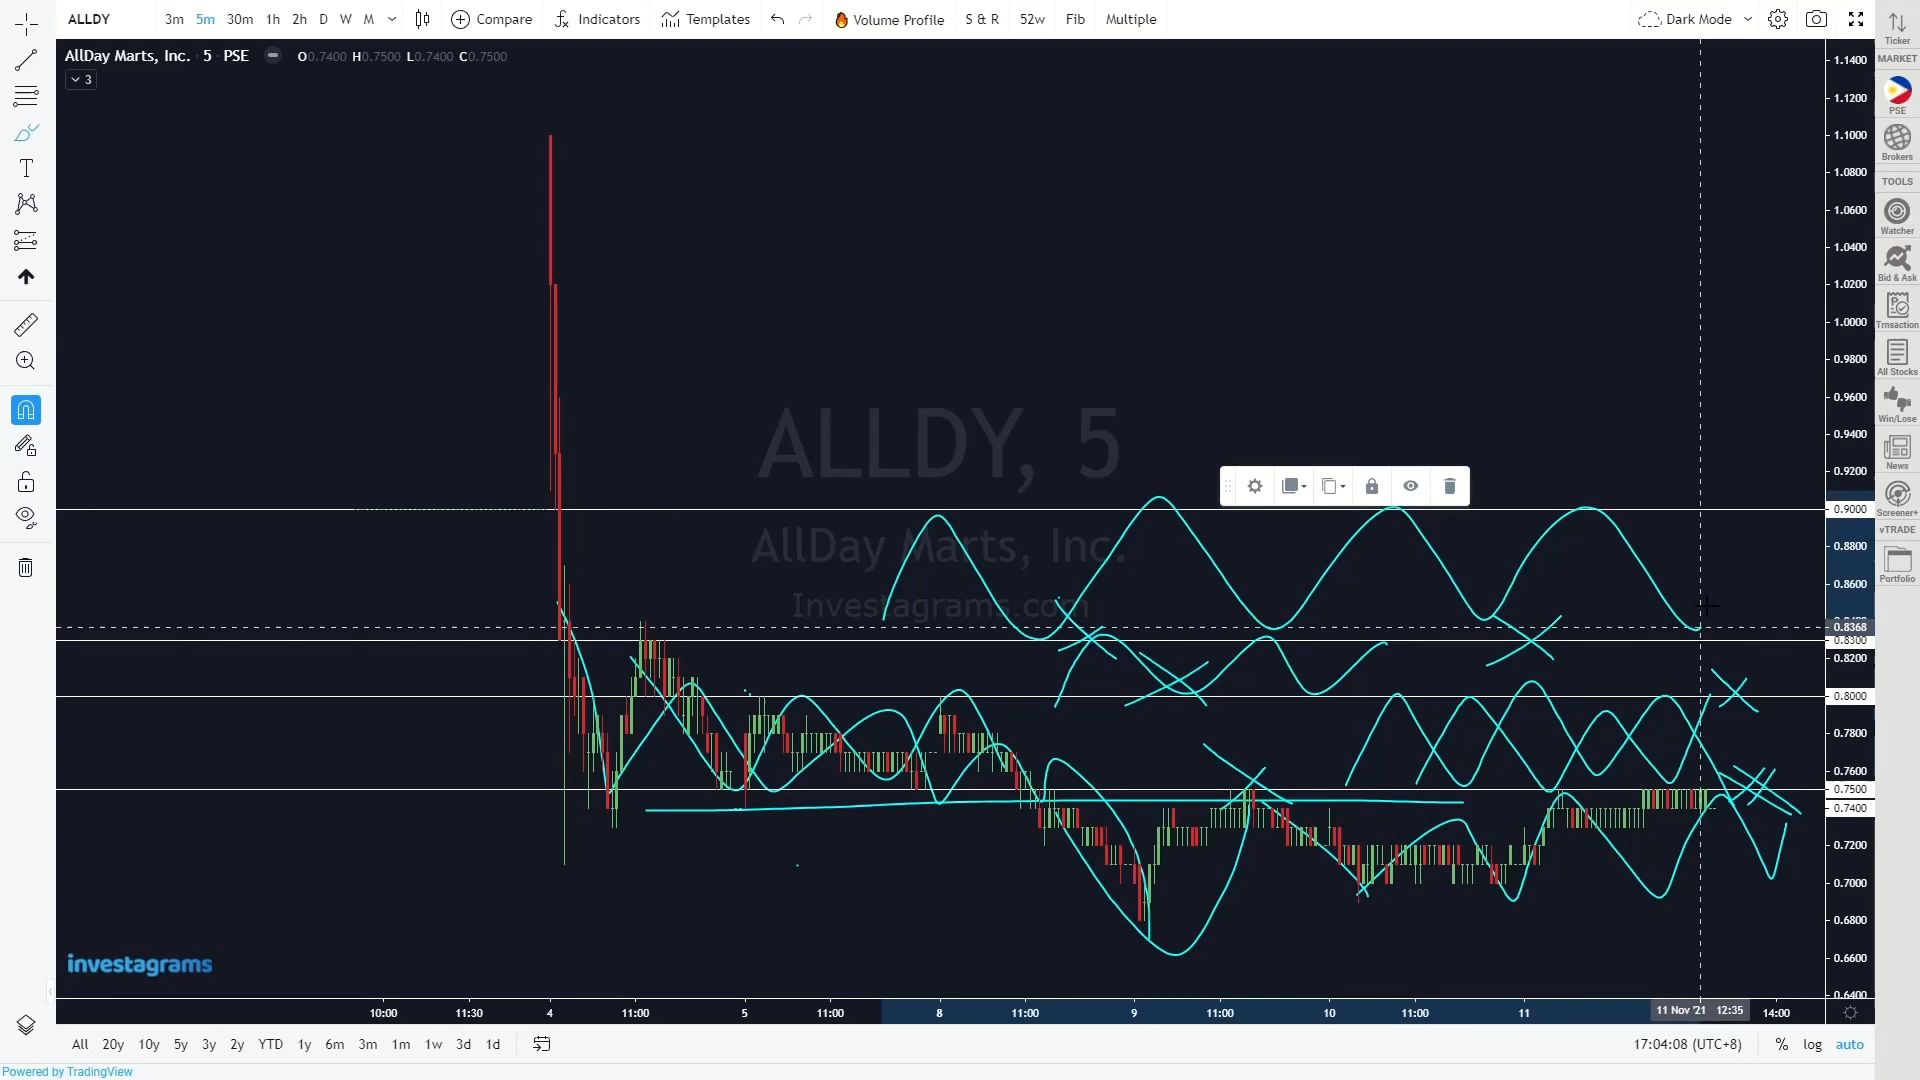 ALLDY 3m 5m 30m 1h 2h D W M Compare Indicators Templates Volume Profile S & R 52w Fib Multiple Dark Mode
AllDay Marts, Inc. 5 PSE O0.7400 H0.7500 L0.7400 C0.7500
3
ALLDY, 5
AllDay Marts, Inc.
Investagrams.com
investagrams
1.1400
1.1200
1.1000
1.0800
1.0600
1.0400
1.0200
1.0000
0.9800
0.9600
0.9400
0.9200
0.9000
0.8800
0.8600
0.8368
0.8300
0.8200
0.8000
0.7800
0.7600
0.7500
0.7400
0.7200
0.7000
0.6800
0.6600
0.6400
10:00 11:30 4 11:00 5 11:00 8 11:00 9 11:00 10 11:00 11 11 Nov '21 12:35 14:00
All 20y 10y 5y 3y 2y YTD 1y 6m 3m 1m 1w 3d 1d 17:04:08 (UTC+8) % log auto
Powered by TradingView
Ticker
MARKET
PSE
Brokers
TOOLS
Watcher
Bid & Ask
Trnsaction
All Stocks
Win/Lose
News
Screener+
vTRADE
Portfolio